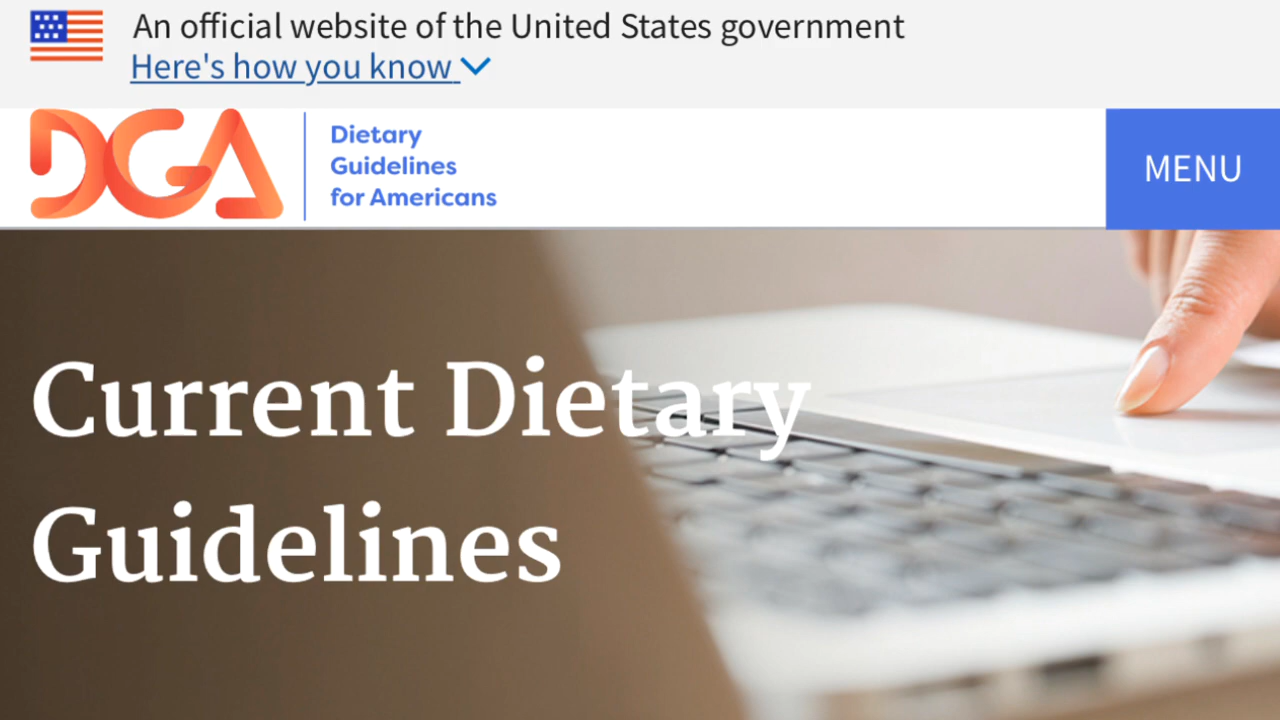 An official website of the United States government
Here's how you know
DGA
Dietary
Guidelines
for Americans
MENU
Current Dietary
Guidelines